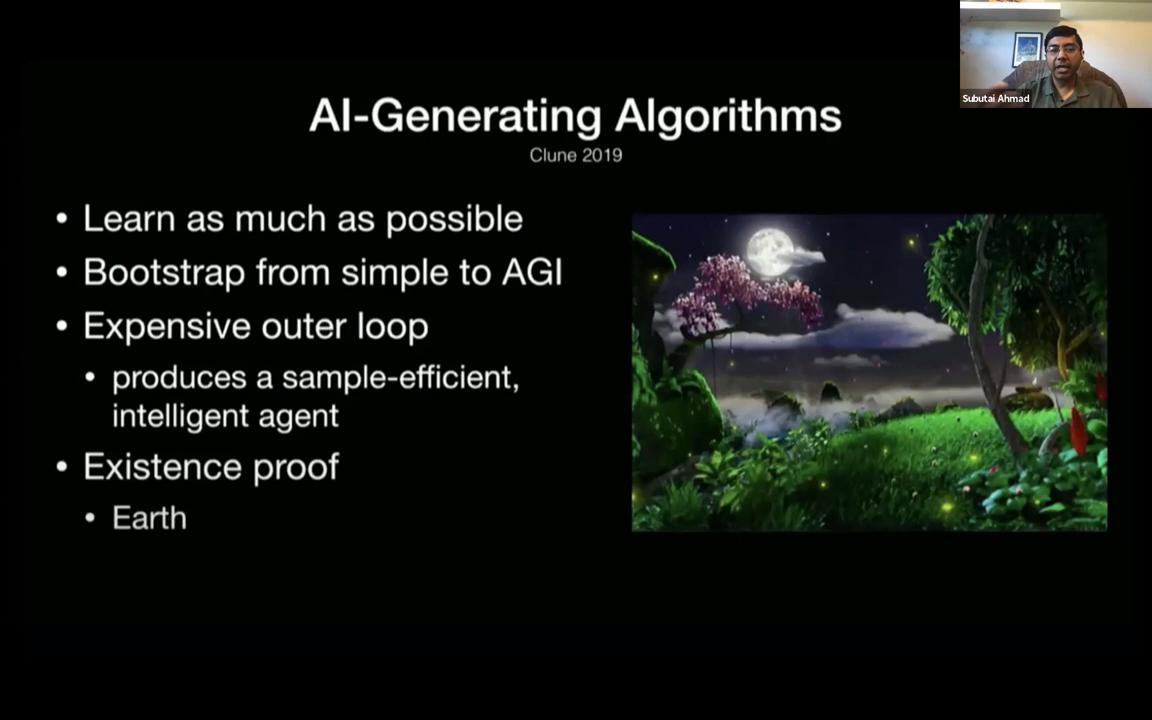 Subutai Ahmad
AI-Generating Algorithms
Clune 2019
• Learn as much as possible
• Bootstrap from simple to AGI
• Expensive outer loop
• produces a sample-efficient,
intelligent agent
• Existence proof
• Earth